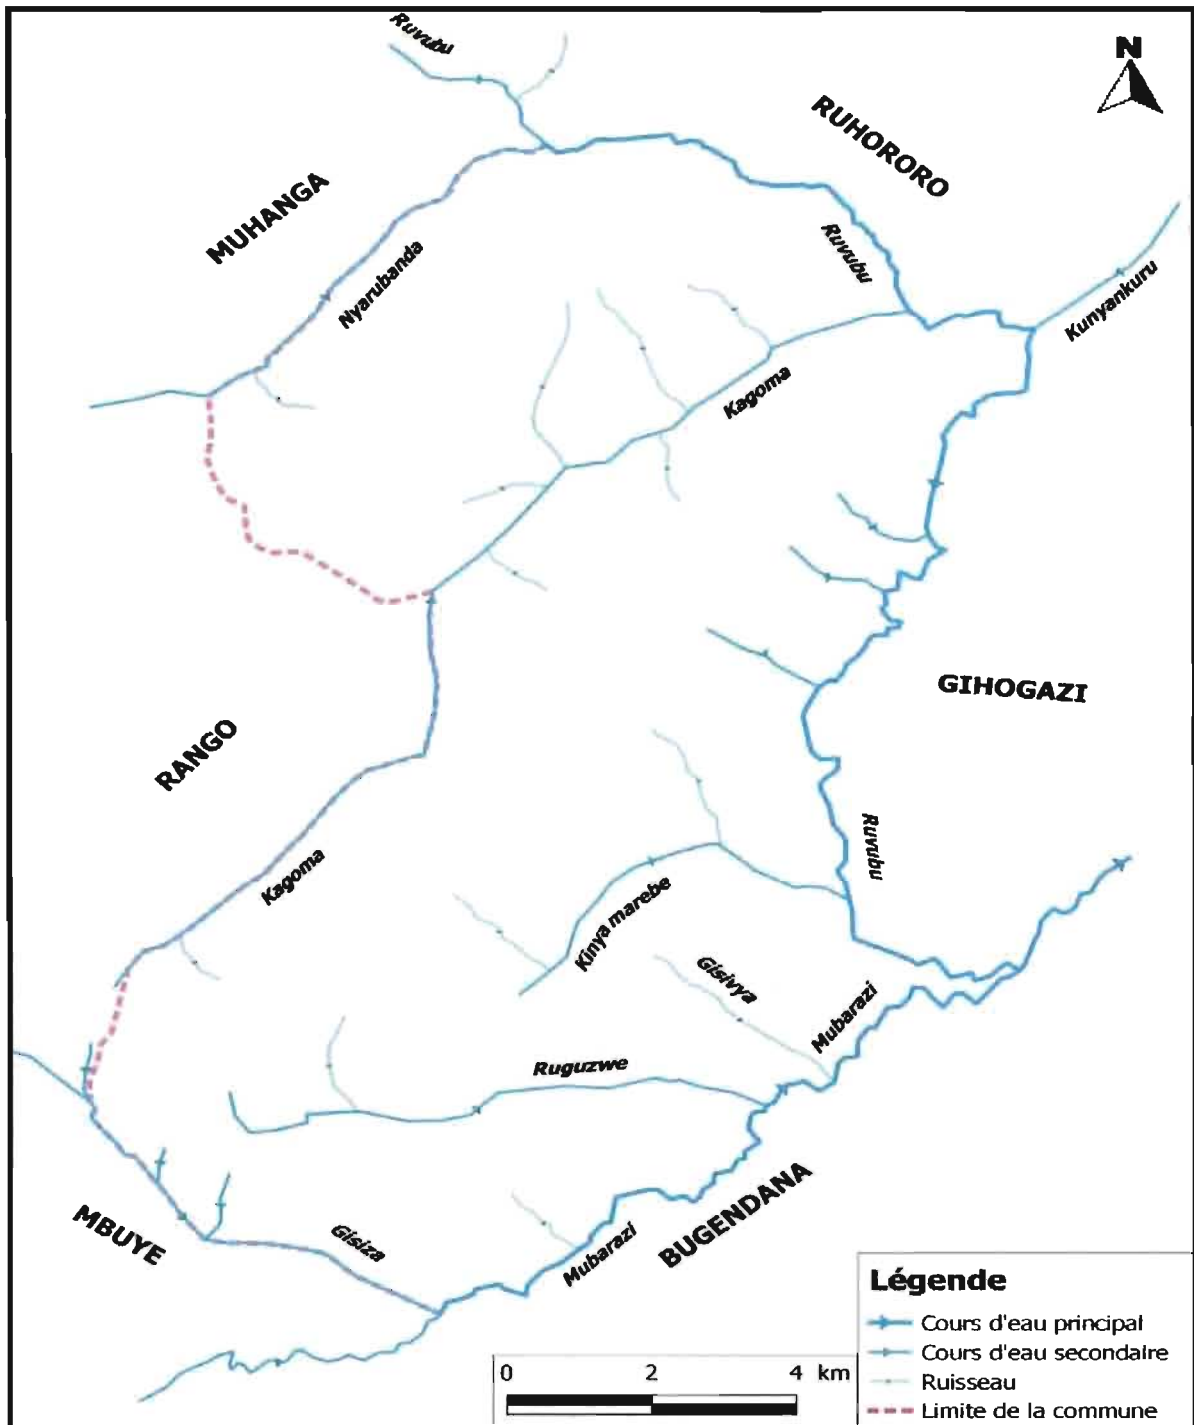 Ruvubu
N
RUHORORO
MUHANGA
Ruvubu
Nyarubanda
Kunyankuru
Kagoma
GIHOGAZI
RANGO
Ruvubu
Kagoma
Kinya marebe
Gisivya
Mubarazi
Ruguzwe
BUGENDANA
MBUYE
Gisiza
Mubarazi
Légende
Cours d'eau principal
Cours d'eau secondaire
Ruisseau
Limite de la commune
0 2 4 km